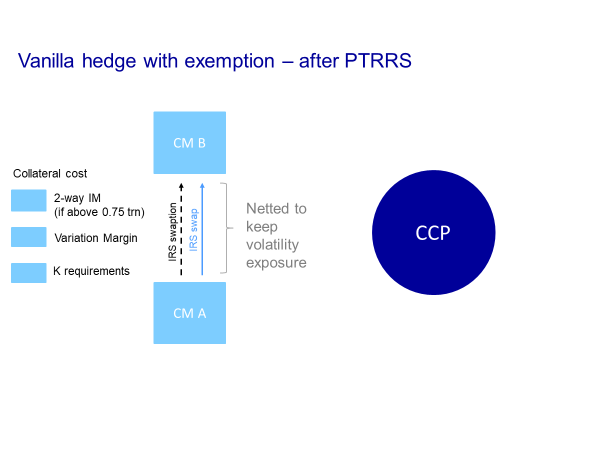 Vanilla hedge with exemption – after PTRRS
CM B
Collateral cost
2-way IM
(if above 0.75 trn)
Variation Margin
K requirements
IRS swaption
IRS swap
Netted to
keep
volatility
exposure
CCP
CM A